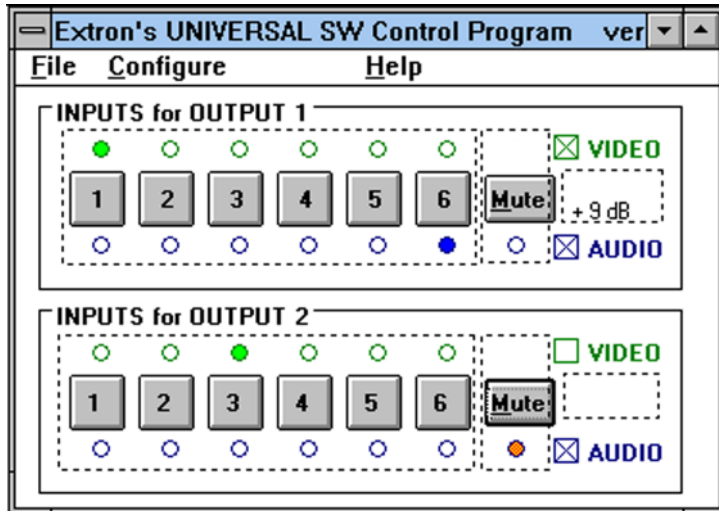 Extron's UNIVERSAL SW Control Program ver
File Configure Help
INPUTS for OUTPUT 1
VIDEO
1 2 3 4 5 6 Mute
+ 9 dB
AUDIO
INPUTS for OUTPUT 2
VIDEO
1 2 3 4 5 6 Mute
AUDIO